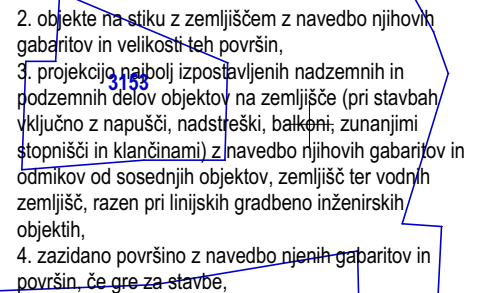 2. objekte na stiku z zemljiščem z navedbo njihovih
gabaritov in velikosti teh površin,
3. projekcijo najbolj izpostavljenih nadzemnih in
3153
podzemnih delov objektov na zemljišče (pri stavbah
vključno z napušči, nadstreški, balkoni, zunanjimi
stopnišči in klančinami) z navedbo njihovih gabaritov in
odmikov od sosednjih objektov, zemljišč ter vodnih
zemljišč, razen pri linijskih gradbeno inženirskih
objektih,
4. zazidano površino z navedbo njenih gabaritov in
površin, če gre za stavbe,